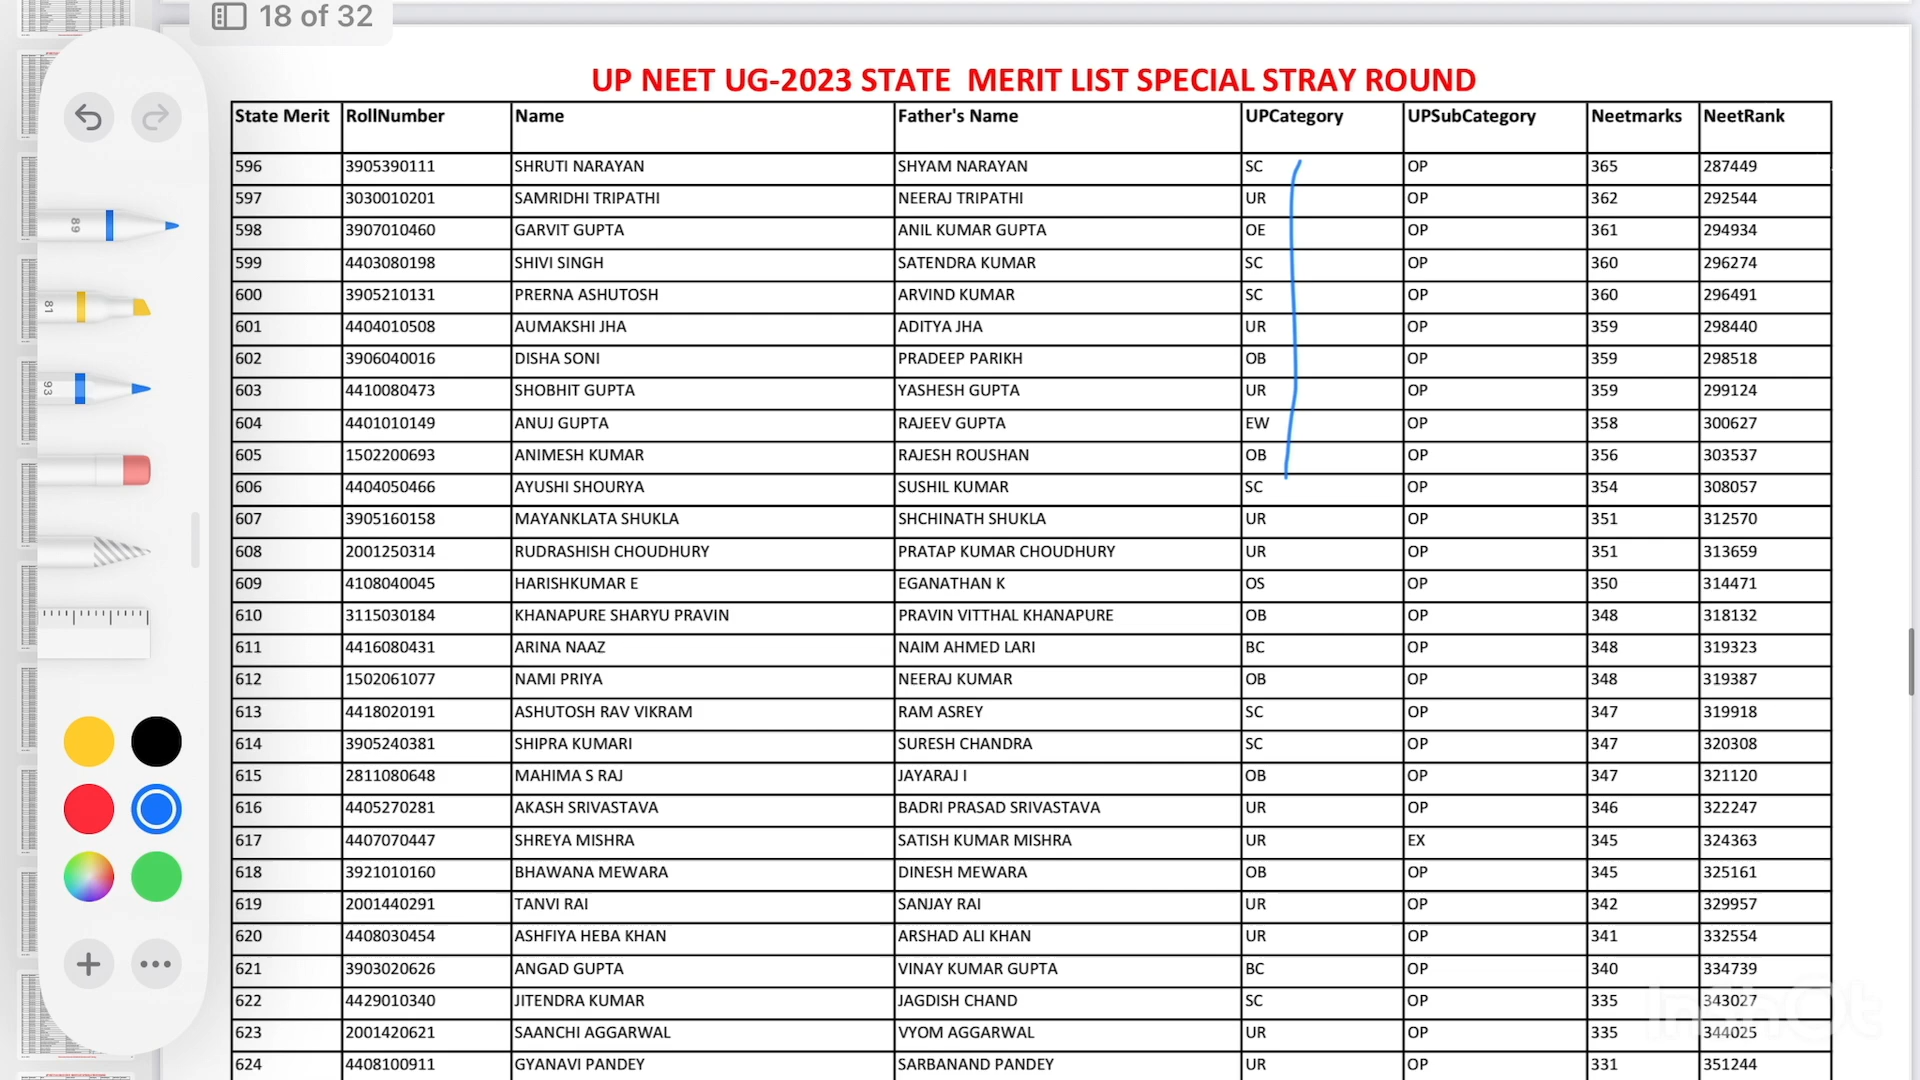 18 of 32
UP NEET UG-2023 STATE MERIT LIST SPECIAL STRAY ROUND
State Merit RollNumber Name Father's Name UPCategory UPSubCategory Neetmarks NeetRank
596 3905390111 SHRUTI NARAYAN SHYAM NARAYAN SC OP 365 287449
597 3030010201 SAMRIDHI TRIPATHI NEERAJ TRIPATHI UR OP 362 292544
598 3907010460 GARVIT GUPTA ANIL KUMAR GUPTA OE OP 361 294934
599 4403080198 SHIVI SINGH SATENDRA KUMAR SC OP 360 296274
600 3905210131 PRERNA ASHUTOSH ARVIND KUMAR SC OP 360 296491
601 4404010508 AUMAKSHI JHA ADITYA JHA UR OP 359 298440
602 3906040016 DISHA SONI PRADEEP PARIKH OB OP 359 298518
603 4410080473 SHOBHIT GUPTA YASHESH GUPTA UR OP 359 299124
604 4401010149 ANUJ GUPTA RAJEEV GUPTA EW OP 358 300627
605 1502200693 ANIMESH KUMAR RAJESH ROUSHAN OB OP 356 303537
606 4404050466 AYUSHI SHOURYA SUSHIL KUMAR SC OP 354 308057
607 3905160158 MAYANKLATA SHUKLA SHCHINATH SHUKLA UR OP 351 312570
608 2001250314 RUDRASHISH CHOUDHURY PRATAP KUMAR CHOUDHURY UR OP 351 313659
609 4108040045 HARISHKUMAR E EGANATHAN K OS OP 350 314471
610 3115030184 KHANAPURE SHARYU PRAVIN PRAVIN VITTHAL KHANAPURE OB OP 348 318132
611 4416080431 ARINA NAAZ NAIM AHMED LARI BC OP 348 319323
612 1502061077 NAMI PRIYA NEERAJ KUMAR OB OP 348 319387
613 4418020191 ASHUTOSH RAV VIKRAM RAM ASREY SC OP 347 319918
614 3905240381 SHIPRA KUMARI SURESH CHANDRA SC OP 347 320308
615 2811080648 MAHIMA S RAJ JAYARAJ I OB OP 347 321120
616 4405270281 AKASH SRIVASTAVA BADRI PRASAD SRIVASTAVA UR OP 346 322247
617 4407070447 SHREYA MISHRA SATISH KUMAR MISHRA UR EX 345 324363
618 3921010160 BHAWANA MEWARA DINESH MEWARA OB OP 345 325161
619 2001440291 TANVI RAI SANJAY RAI UR OP 342 329957
620 4408030454 ASHFIYA HEBA KHAN ARSHAD ALI KHAN UR OP 341 332554
621 3903020626 ANGAD GUPTA VINAY KUMAR GUPTA BC OP 340 334739
622 4429010340 JITENDRA KUMAR JAGDISH CHAND SC OP 335 343027
623 2001420621 SAANCHI AGGARWAL VYOM AGGARWAL UR OP 335 344025
624 4408100911 GYANAVI PANDEY SARBANAND PANDEY UR OP 331 351244
89
81
93
InShOt